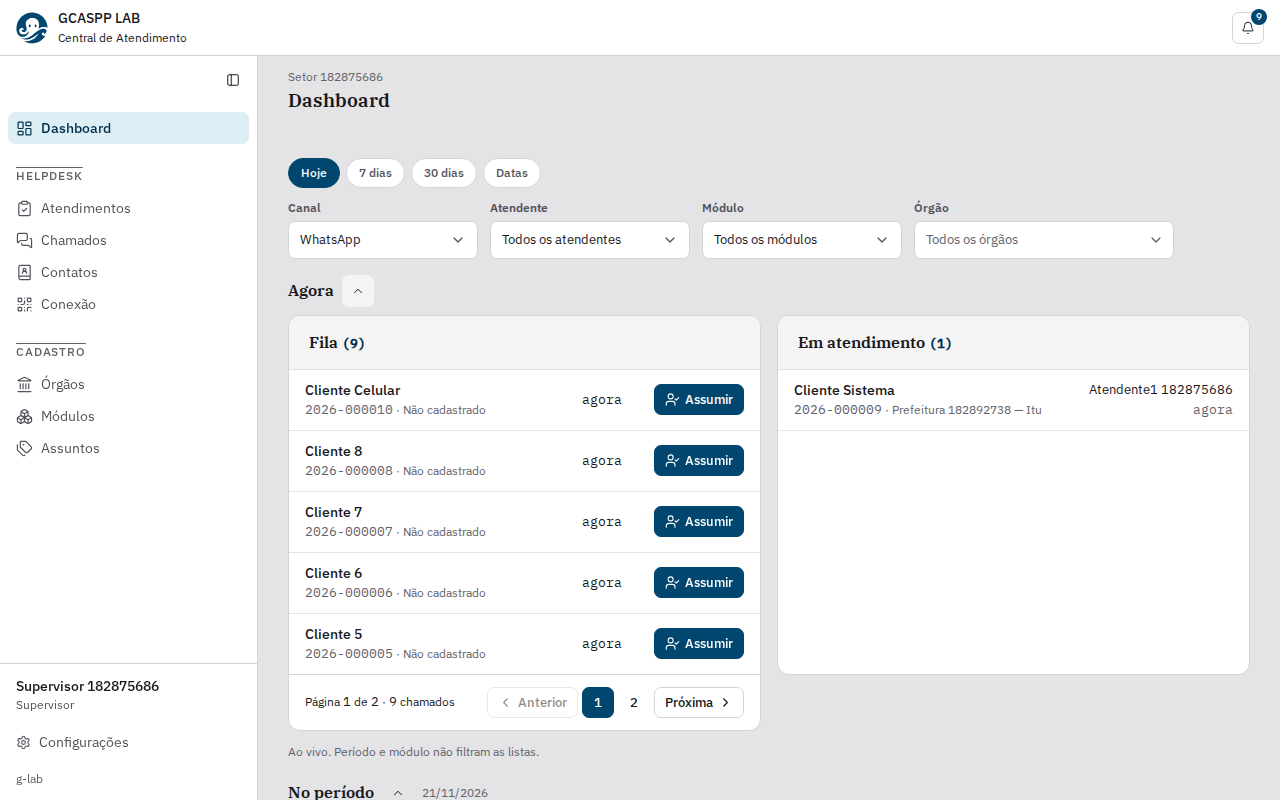 GCASPP LAB
Central de Atendimento
9
Setor 182875686
Dashboard
Dashboard
HELPDESK
Atendimentos
Chamados
Contatos
Conexão
CADASTRO
Órgãos
Módulos
Assuntos
Supervisor 182875686
Supervisor
Configurações
g-lab
Hoje 7 dias 30 dias Datas
Canal Atendente Módulo Órgão
WhatsApp Todos os atendentes Todos os módulos Todos os órgãos
Agora
Fila (9)
Cliente Celular
2026-000010 · Não cadastrado
agora
Assumir
Cliente 8
2026-000008 · Não cadastrado
agora
Assumir
Cliente 7
2026-000007 · Não cadastrado
agora
Assumir
Cliente 6
2026-000006 · Não cadastrado
agora
Assumir
Cliente 5
2026-000005 · Não cadastrado
agora
Assumir
Página 1 de 2 · 9 chamados
Anterior 1 2 Próxima
Em atendimento (1)
Cliente Sistema
2026-000009 · Prefeitura 182892738 — Itu
Atendente1 182875686
agora
Ao vivo. Período e módulo não filtram as listas.
No período 21/11/2026